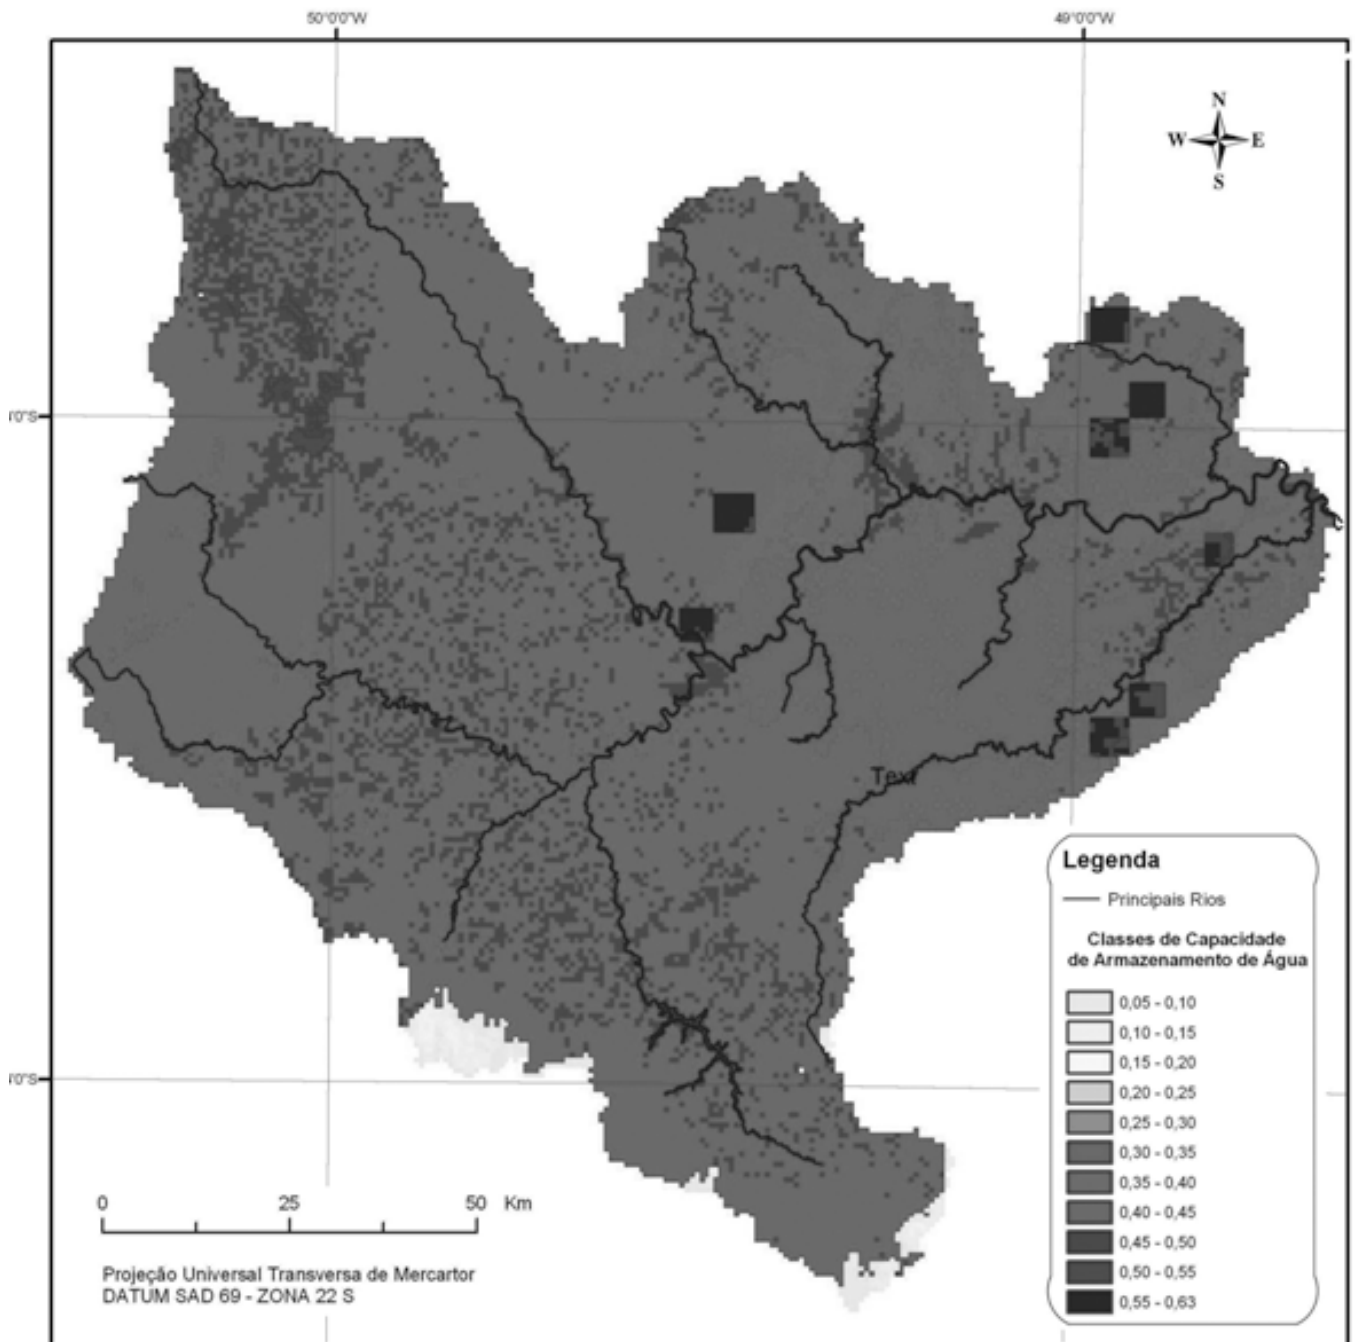 50°0'0"W
49°0'0"W
N
W E
S
'0"S
Text
Legenda
Principais Rios
Classes de Capacidade
de Armazenamento de Água
0,05 - 0,10
0,10 - 0,15
0,15 - 0,20
0,20 - 0,25
0,25 - 0,30
0,30 - 0,35
0,35 - 0,40
0,40 - 0,45
0,45 - 0,50
0,50 - 0,55
0,55 - 0,63
'0"S
0 25 50 Km
Projeção Universal Transversa de Mercartor
DATUM SAD 69 - ZONA 22 S